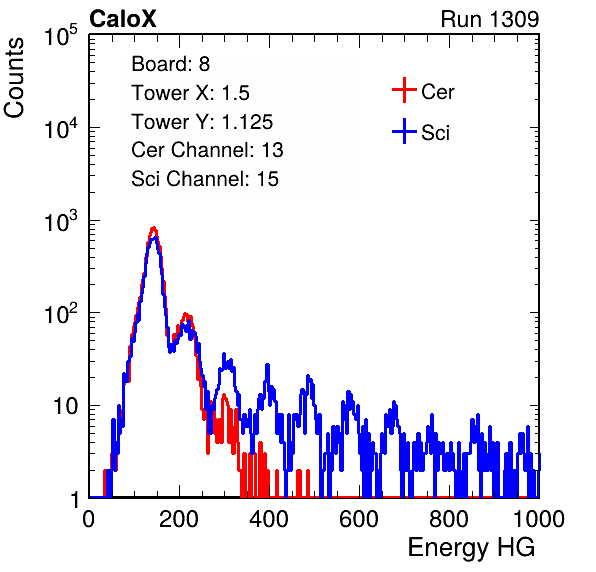 CaloX Run 1309
Counts
Board: 8
Tower X: 1.5
Tower Y: 1.125
Cer Channel: 13
Sci Channel: 15
Cer
Sci
10^5
10^4
10^3
10^2
10
1
0 200 400 600 800 1000
Energy HG